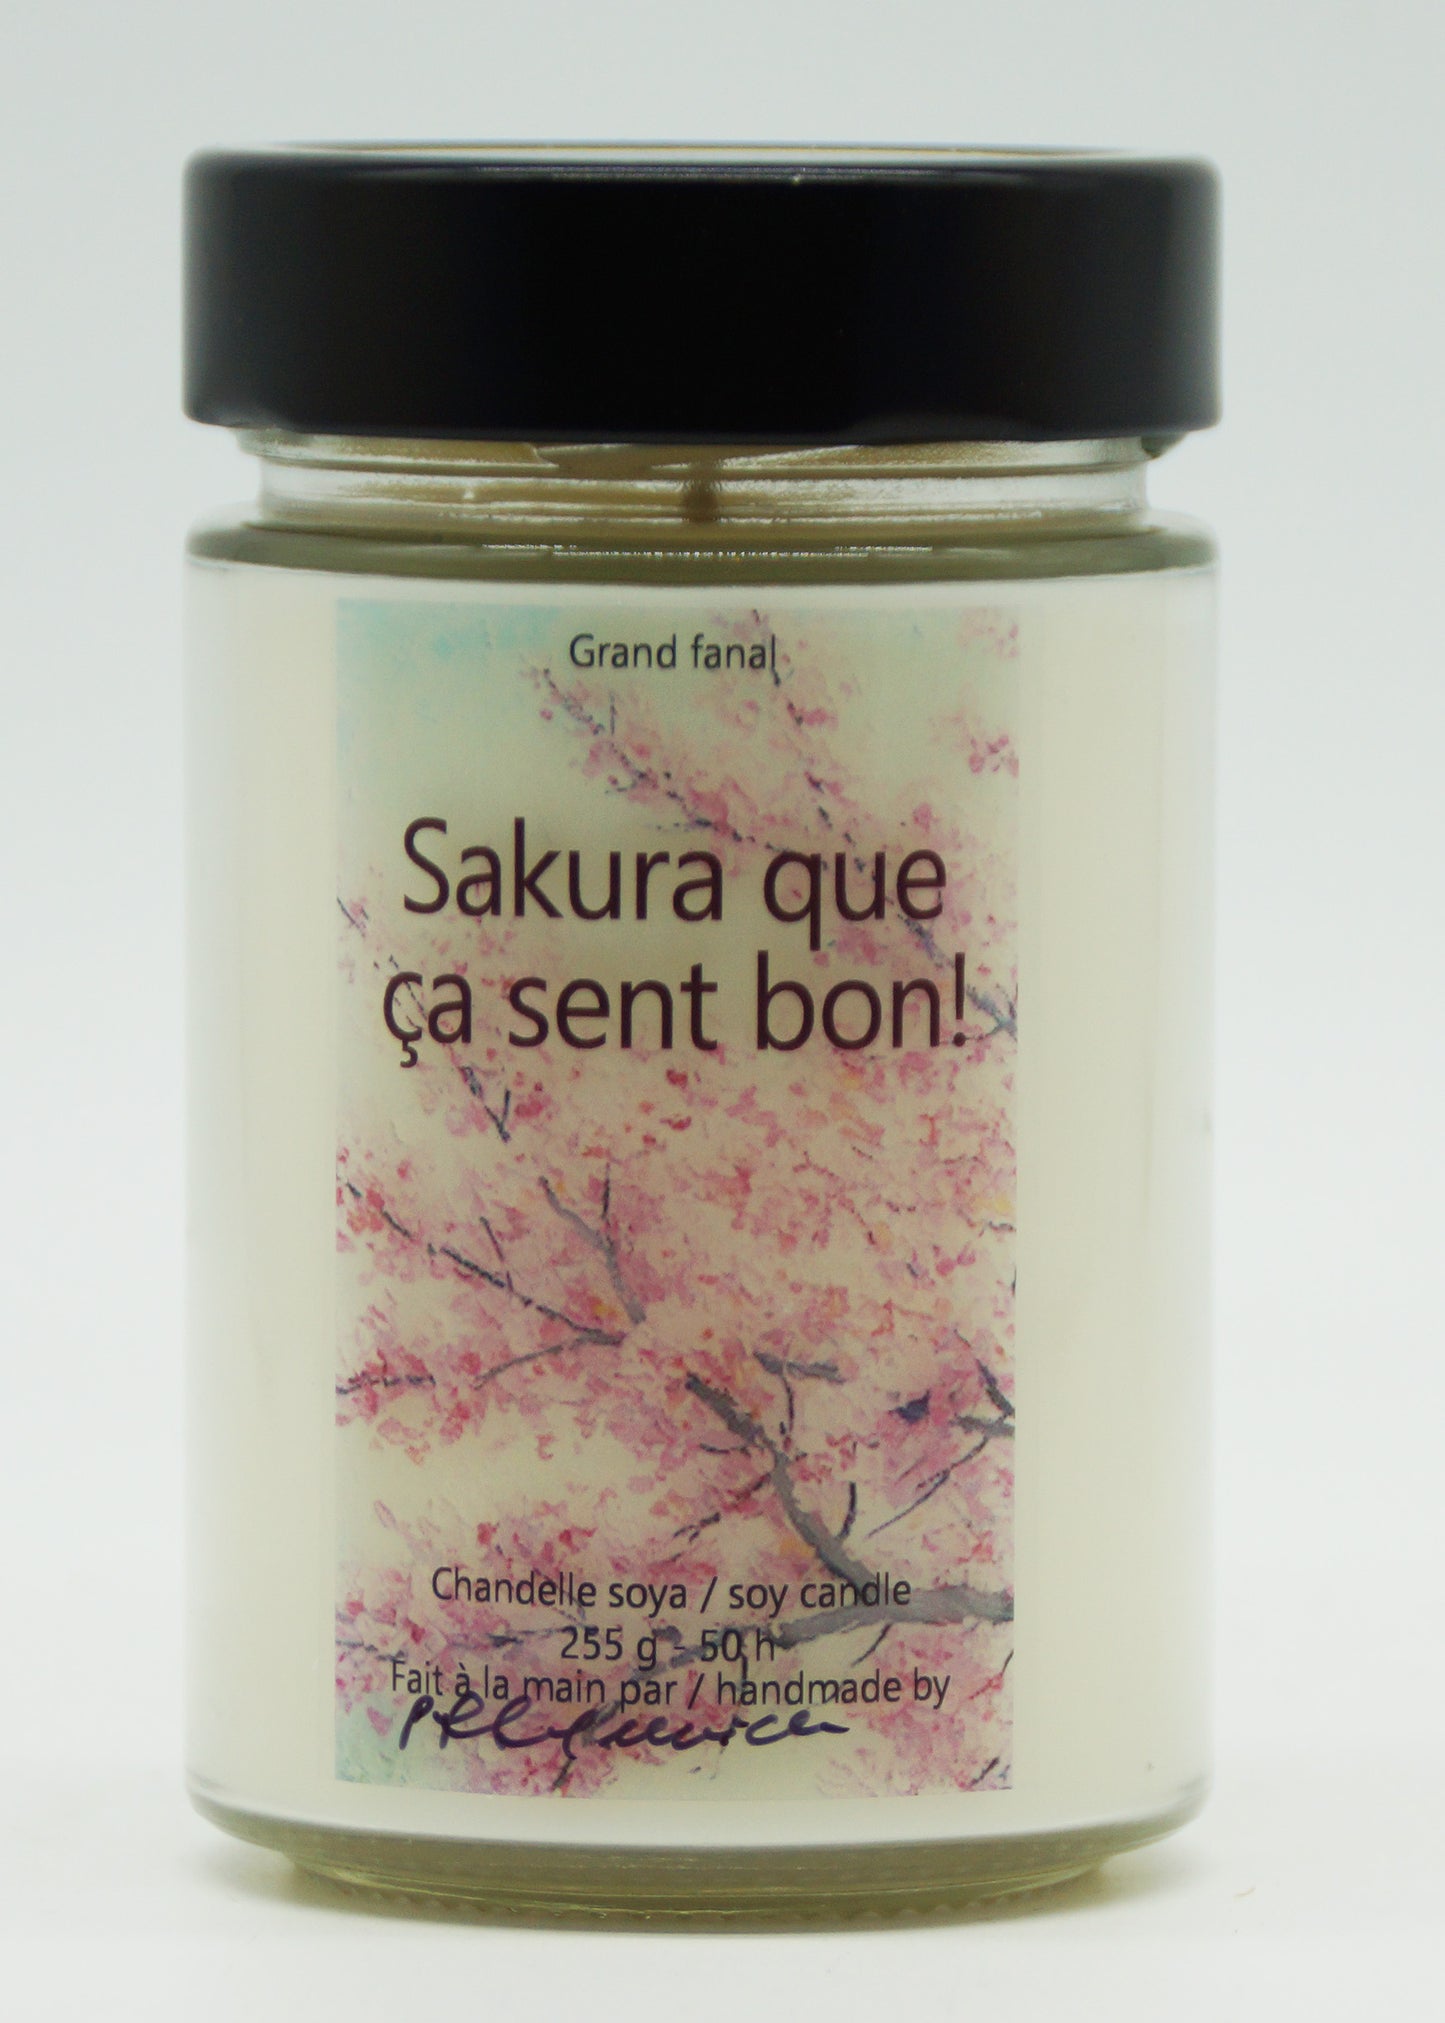 Grand fanal
Sakura que
ça sent bon!
Chandelle soya / soy candle
255 g - 50 h
Fait à la main par / handmade by